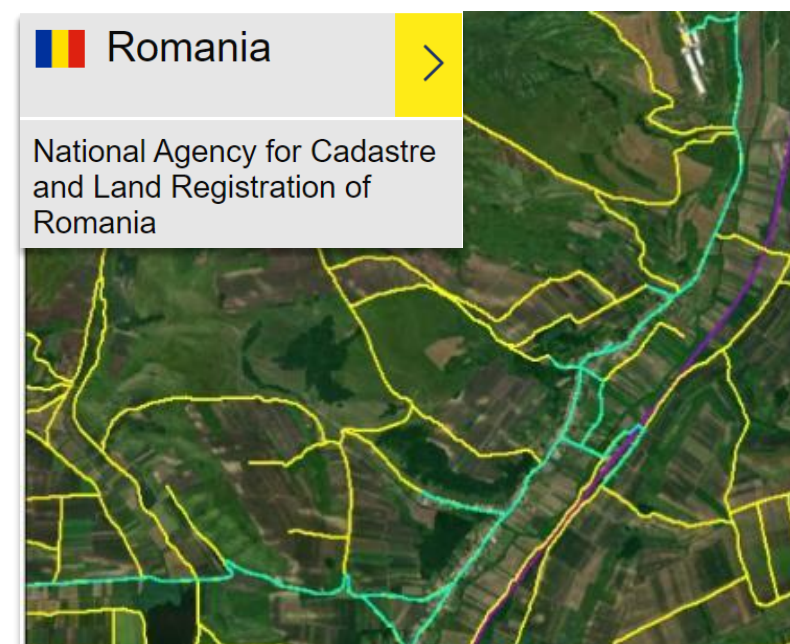 Romania
National Agency for Cadastre
and Land Registration of
Romania